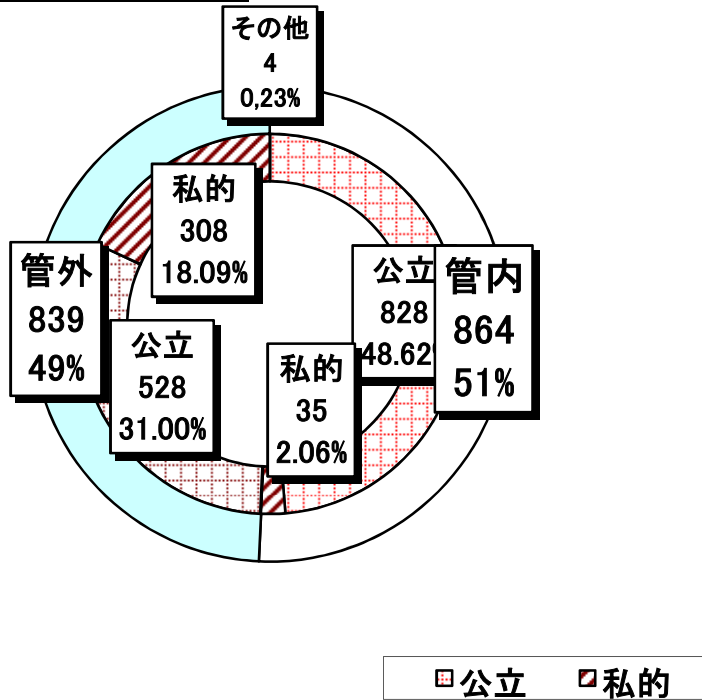 その他
4
0,23%
私的
308
18.09%
管外
839
49%
公立
528
31.00%
私的
35
2.06%
公立
828
48.62%
管内
864
51%
公立 私的